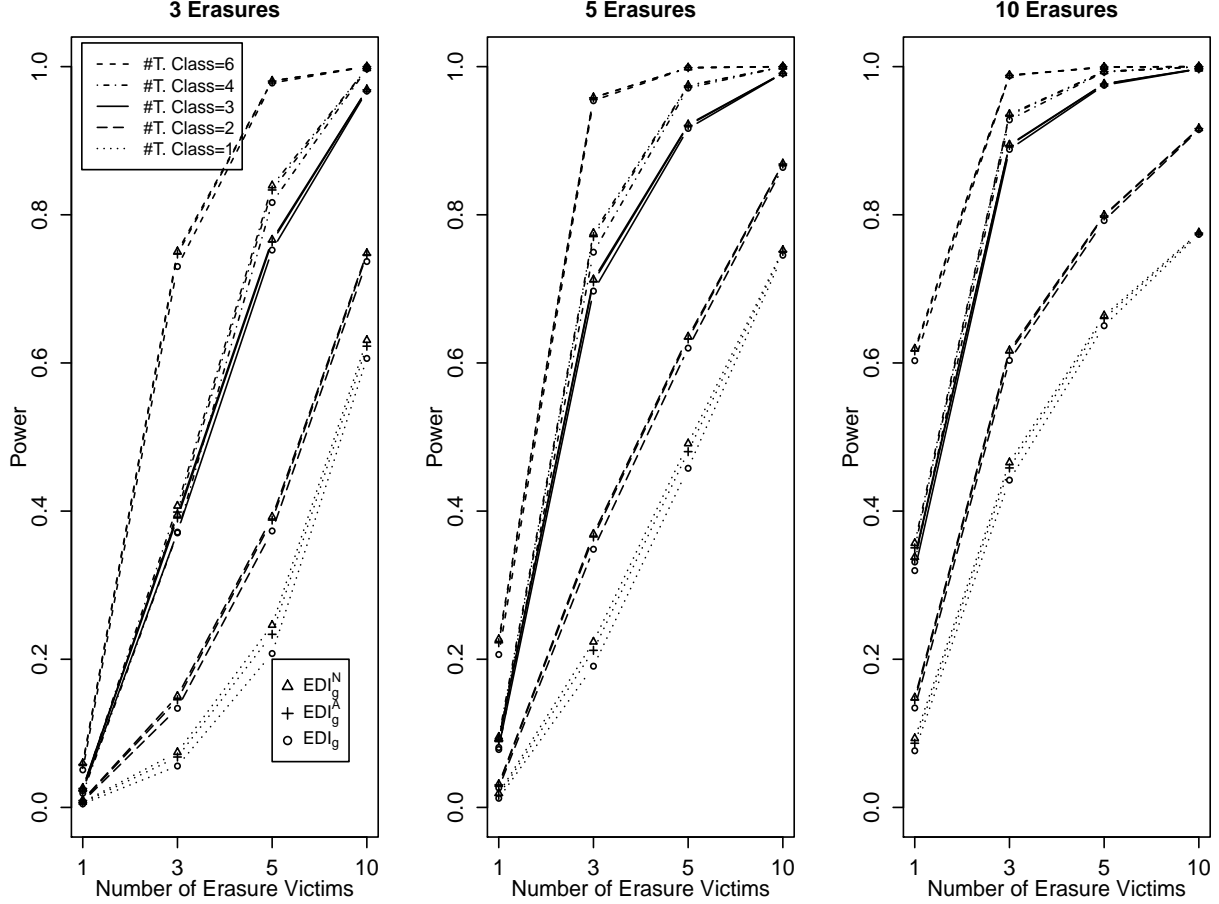 3 Erasures
#T. Class=6
#T. Class=4
#T. Class=3
#T. Class=2
#T. Class=1
EDI_g^N
EDI_g^A
EDI_g
Power
0.0 0.2 0.4 0.6 0.8 1.0
1 3 5 10
Number of Erasure Victims
5 Erasures
Power
0.0 0.2 0.4 0.6 0.8 1.0
1 3 5 10
Number of Erasure Victims
10 Erasures
Power
0.0 0.2 0.4 0.6 0.8 1.0
1 3 5 10
Number of Erasure Victims